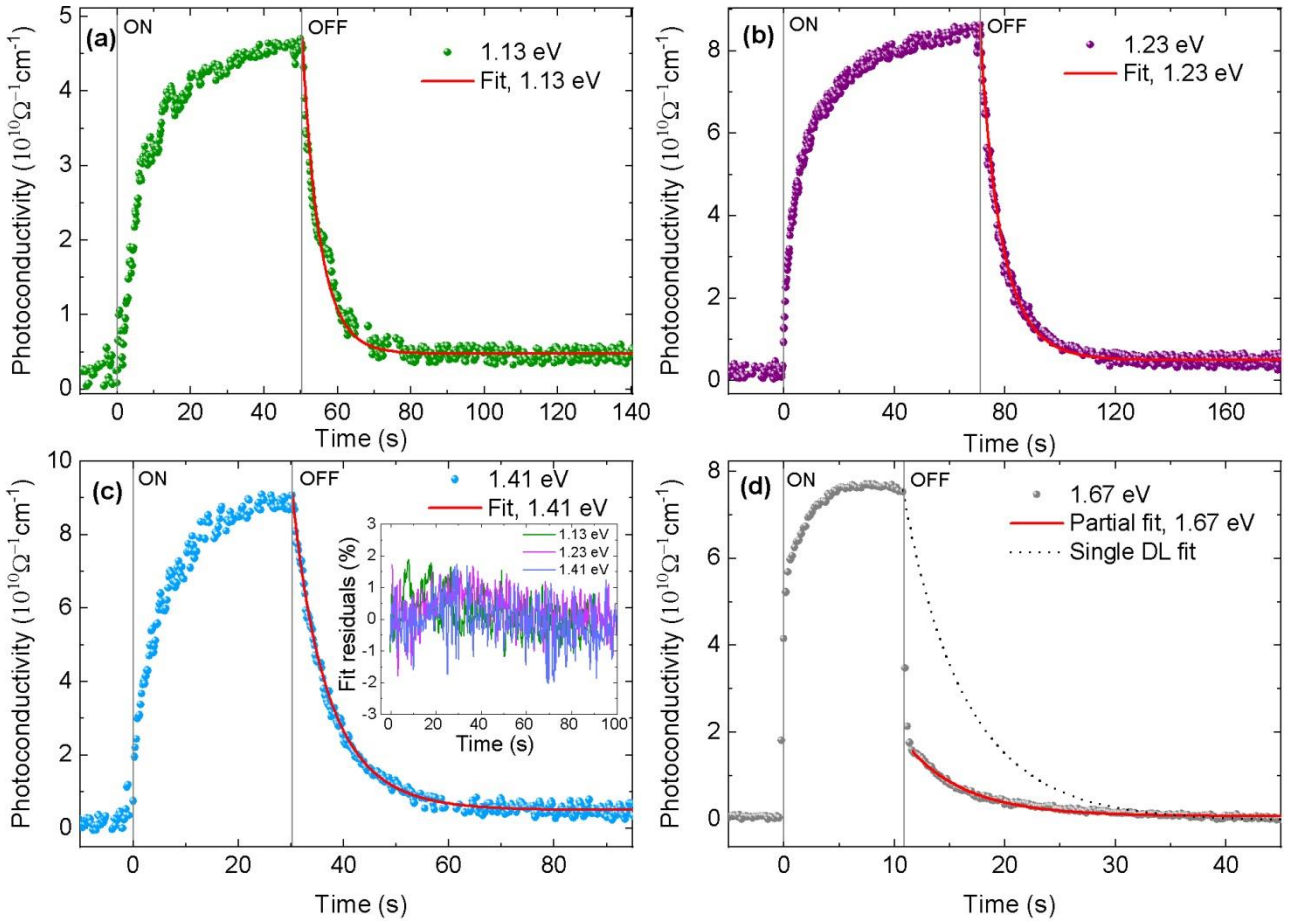 (a)
ON
OFF
1.13 eV
Fit, 1.13 eV
Photoconductivity (10¹⁰Ω⁻¹cm⁻¹)
5
4
3
2
1
0
0 20 40 60 80 100 120 140
Time (s)
(b)
ON
OFF
1.23 eV
Fit, 1.23 eV
Photoconductivity (10¹⁰Ω⁻¹cm⁻¹)
8
6
4
2
0
0 60 120 180
Time (s)
(c)
ON
OFF
1.41 eV
Fit, 1.41 eV
Photoconductivity (10¹⁰Ω⁻¹cm⁻¹)
10
8
6
4
2
0
0 20 40 60 80
Time (s)
Fit residuals (%)
3
2
1
0
-1
-2
-3
1.13 eV
1.23 eV
1.41 eV
0 20 40 60 80 100
Time (s)
(d)
ON
OFF
1.67 eV
Partial fit, 1.67 eV
Single DL fit
Photoconductivity (10¹⁰Ω⁻¹cm⁻¹)
8
6
4
2
0
0 10 20 30 40
Time (s)